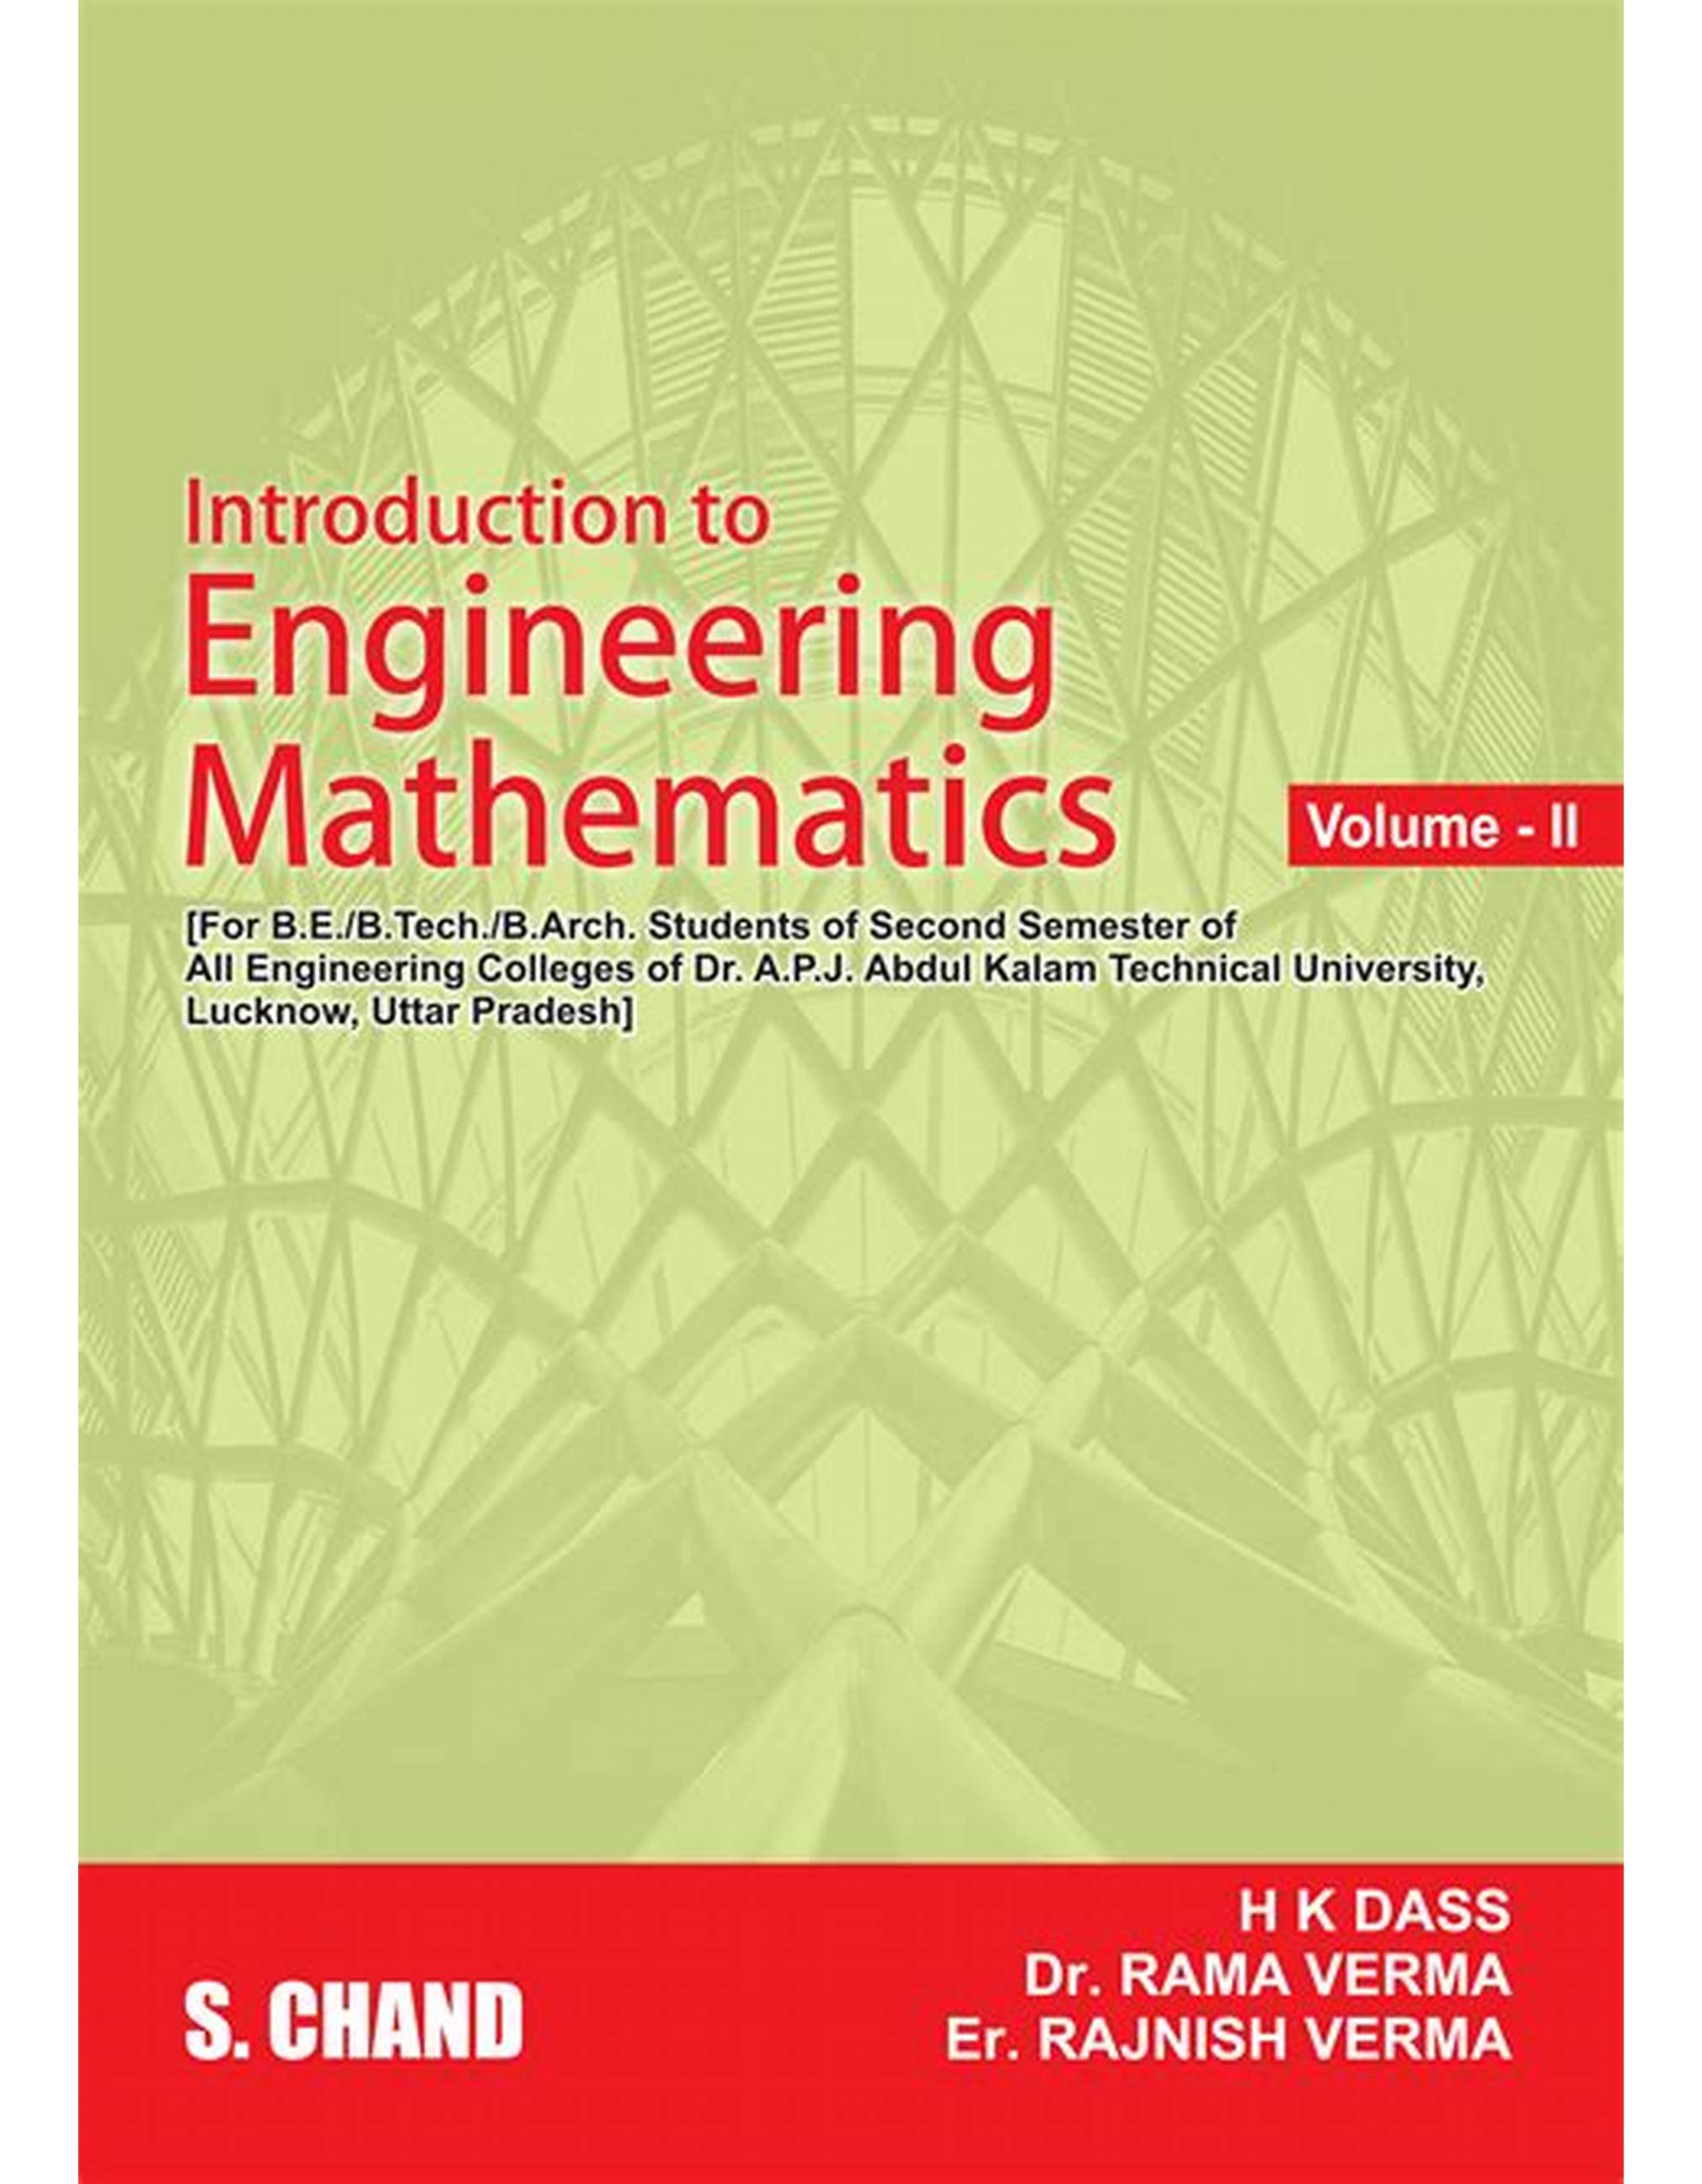 Introduction to
Engineering
Mathematics
Volume - II
[For B.E./B.Tech./B.Arch. Students of Second Semester of
All Engineering Colleges of Dr. A.P.J. Abdul Kalam Technical University,
Lucknow, Uttar Pradesh]
H K DASS
Dr. RAMA VERMA
Er. RAJNISH VERMA
S. CHAND